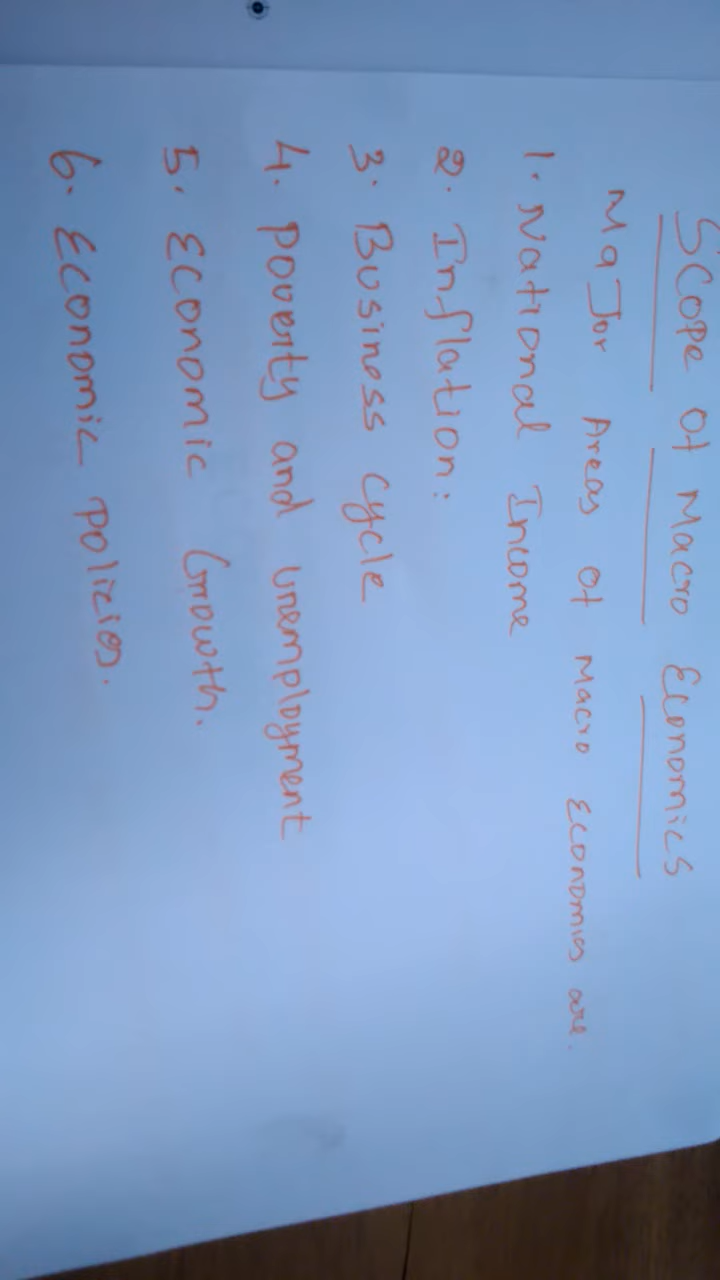 Scope of Macro Economics
MaJor Areas of Macro Economics are.
1. National Income
2. Inflation:
3. Business cycle
4. Poverty and unemployment
5. Economic Growth.
6. Economic policies.